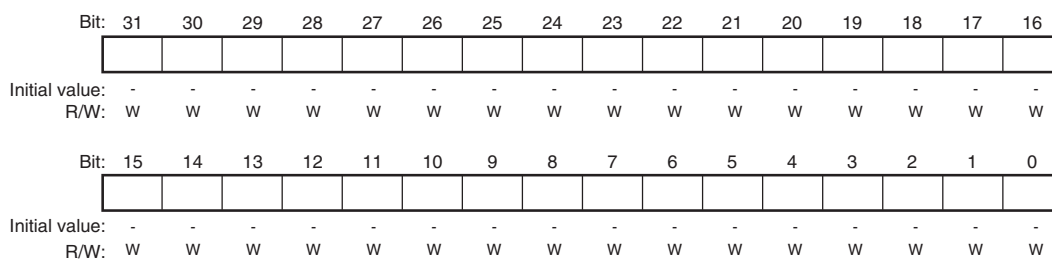 Bit: 31 30 29 28 27 26 25 24 23 22 21 20 19 18 17 16
Initial value: - - - - - - - - - - - - - - - -
R/W: W W W W W W W W W W W W W W W W
Bit: 15 14 13 12 11 10 9 8 7 6 5 4 3 2 1 0
Initial value: - - - - - - - - - - - - - - - -
R/W: W W W W W W W W W W W W W W W W